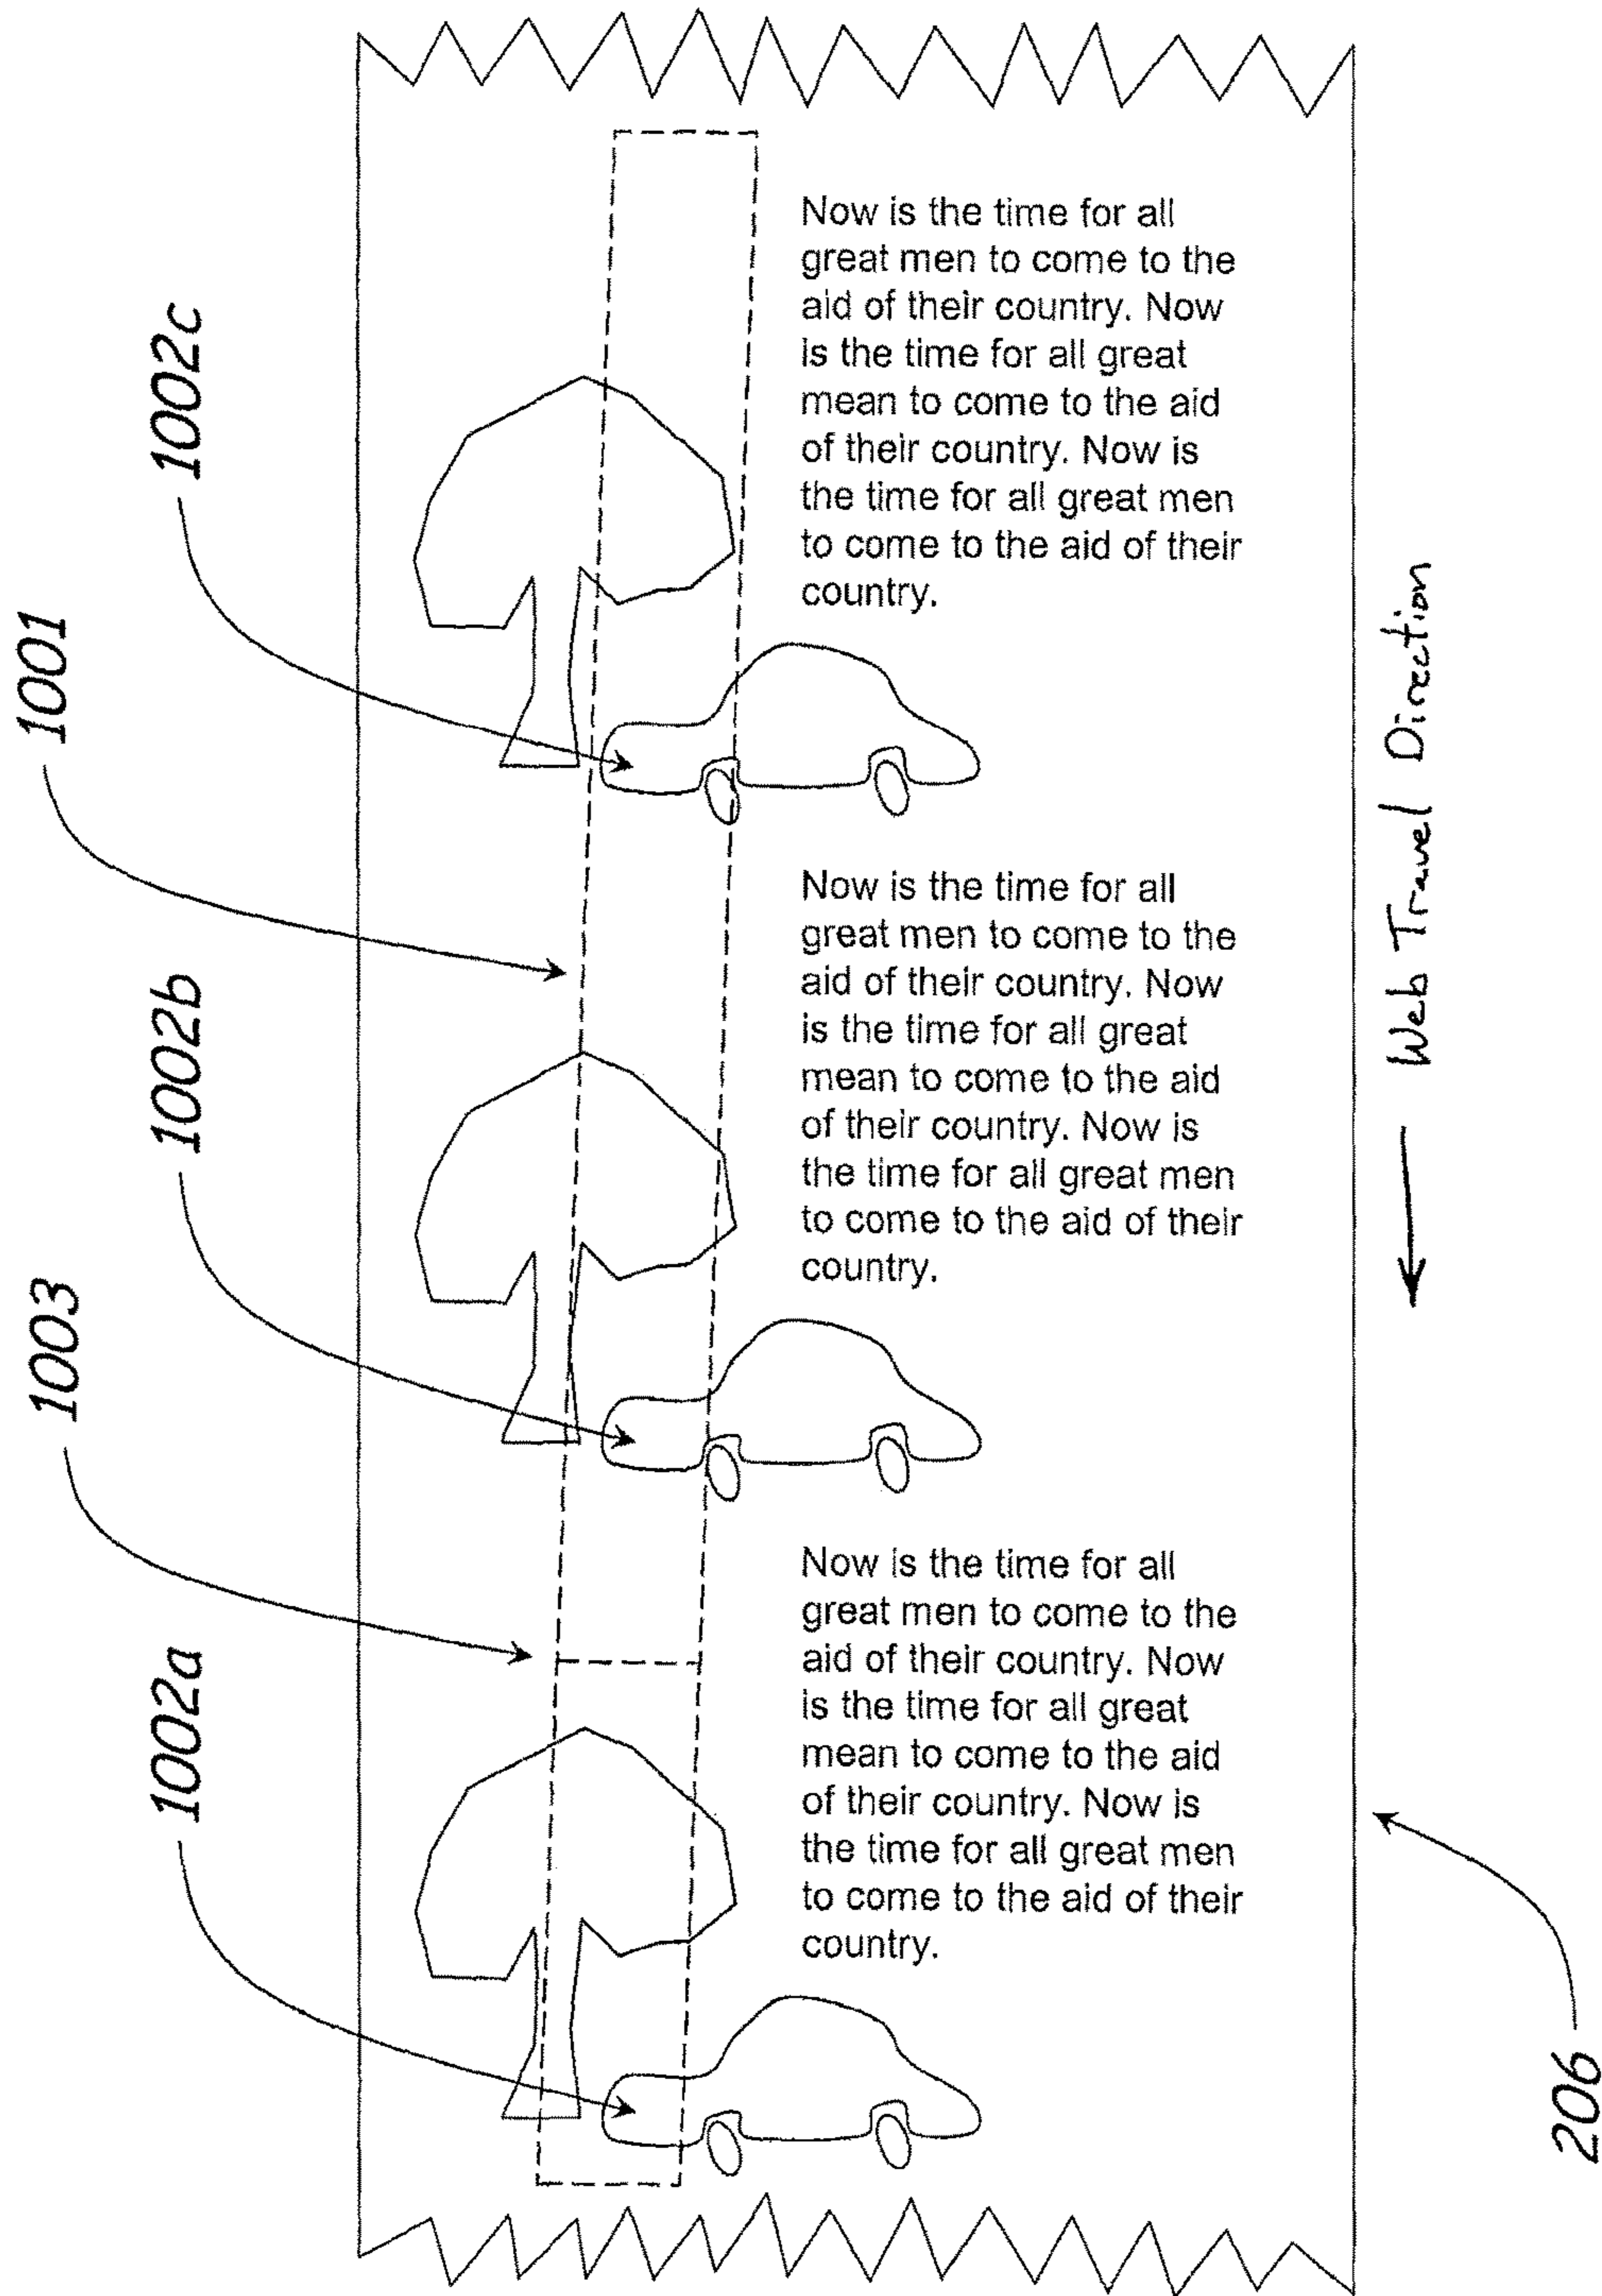 1002c
1001
1002b
1003
1002a
Now is the time for all
great men to come to the
aid of their country. Now
is the time for all great
mean to come to the aid
of their country. Now is
the time for all great men
to come to the aid of their
country.
Now is the time for all
great men to come to the
aid of their country. Now
is the time for all great
mean to come to the aid
of their country. Now is
the time for all great men
to come to the aid of their
country.
Now is the time for all
great men to come to the
aid of their country. Now
is the time for all great
mean to come to the aid
of their country. Now is
the time for all great men
to come to the aid of their
country.
Web Travel Direction
206